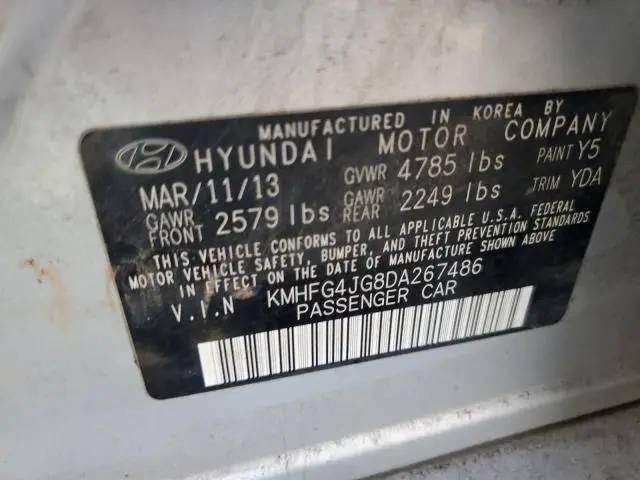 MANUFACTURED IN KOREA BY
HYUNDAI MOTOR COMPANY
MAR/11/13 GVWR 4785 lbs PAINT Y5
GAWR FRONT 2579 lbs GAWR REAR 2249 lbs TRIM YDA
THIS VEHICLE CONFORMS TO ALL APPLICABLE U.S.A. FEDERAL
MOTOR VEHICLE SAFETY, BUMPER, AND THEFT PREVENTION STANDARDS
IN EFFECT ON THE DATE OF MANUFACTURE SHOWN ABOVE
V.I.N KMHFG4JG8DA267486
PASSENGER CAR